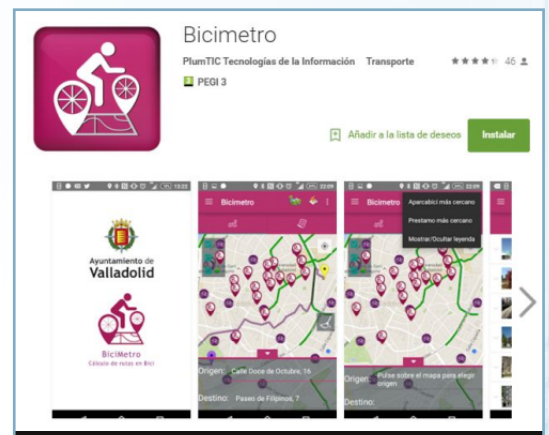 Bicimetro
PlumTIC Tecnologías de la Información Transporte 46
PEGI 3
Añadir a la lista de deseos Instalar
Ayuntamiento de
Valladolid
BiciMetro
Cálculo de rutas en Bici
Bicimetro
Origen: Calle Doce de Octubre, 16
Destino: Paseo de Filipinos, 7
22:09
Bicimetro
Aparcabici más cercano
Prestamo más cercano
Mostrar/Ocultar leyenda
Origen: Pulse sobre el mapa para elegir
origen
Destino: